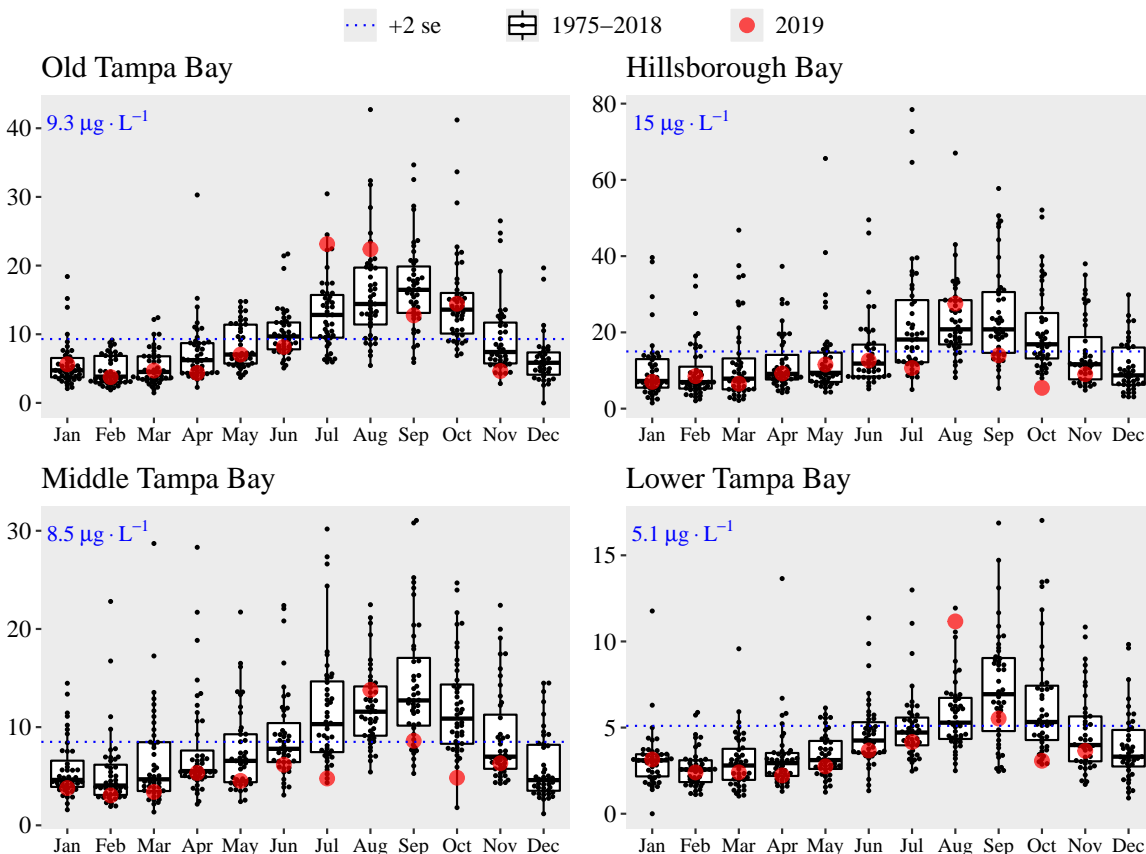 +2 se 1975−2018 2019
Old Tampa Bay
9.3 μg · L⁻¹
40
30
20
10
0
Jan Feb Mar Apr May Jun Jul Aug Sep Oct Nov Dec
Hillsborough Bay
15 μg · L⁻¹
80
60
40
20
0
Jan Feb Mar Apr May Jun Jul Aug Sep Oct Nov Dec
Middle Tampa Bay
8.5 μg · L⁻¹
30
20
10
0
Jan Feb Mar Apr May Jun Jul Aug Sep Oct Nov Dec
Lower Tampa Bay
5.1 μg · L⁻¹
15
10
5
0
Jan Feb Mar Apr May Jun Jul Aug Sep Oct Nov Dec